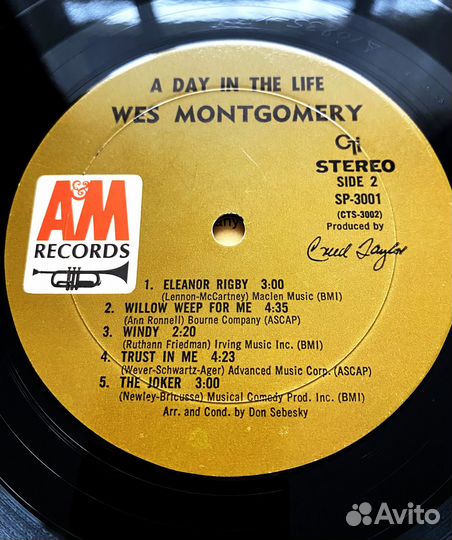 A DAY IN THE LIFE
WES MONTGOMERY
CTi
STEREO
SIDE 2
SP-3001
(CTS-3002)
Produced by
Creed Taylor
A&M
RECORDS
1. ELEANOR RIGBY 3:00
(Lennon-McCartney) Maclen Music (BMI)
2. WILLOW WEEP FOR ME 4:35
(Ann Ronnell) Bourne Company (ASCAP)
3. WINDY 2:20
(Ruthann Friedman) Irving Music Inc. (BMI)
4. TRUST IN ME 4:23
(Wever-Schwartz-Ager) Advanced Music Corp. (ASCAP)
5. THE JOKER 3:00
(Newley-Bricusse) Musical Comedy Prod. Inc. (BMI)
Arr. and Cond. by Don Sebesky
Avito